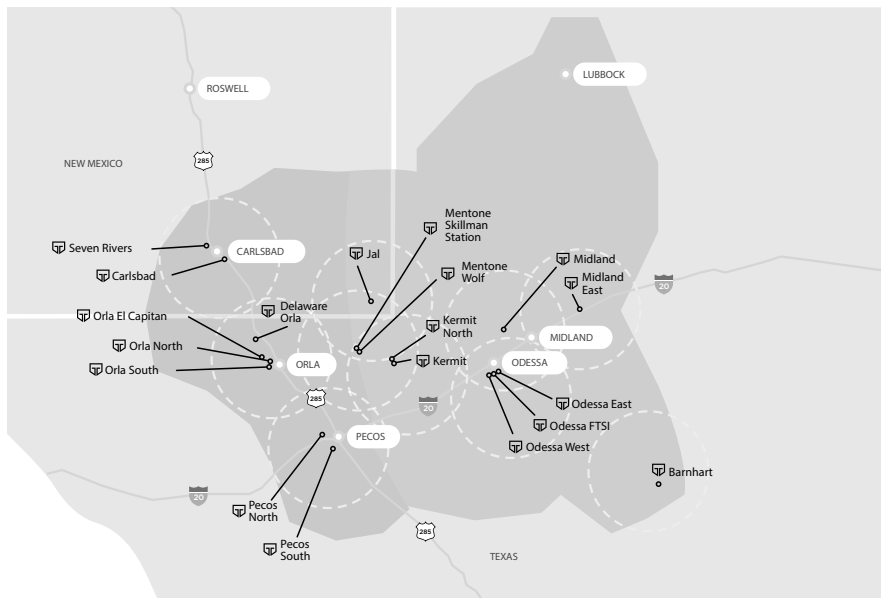 LUBBOCK
ROSWELL
285
NEW MEXICO
Mentone
Skillman
Station
Seven Rivers
CARLSBAD
Jal
Midland
Carlsbad
Mentone
Wolf
Midland
East
20
Delaware
Orla
Orla El Capitan
Kermit
North
MIDLAND
Orla North
Kermit
ODESSA
ORLA
Orla South
285
20
Odessa East
Odessa FTSI
PECOS
Odessa West
Barnhart
20
Pecos
North
285
Pecos
South
TEXAS